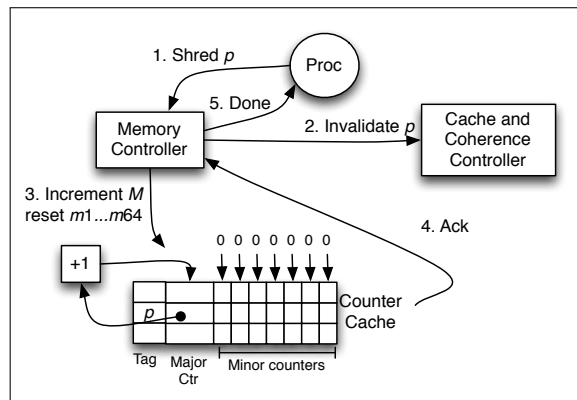 1. Shred p
Proc
5. Done
Memory
Controller
2. Invalidate p
Cache and
Coherence
Controller
3. Increment M
reset m1...m64
4. Ack
0 0 0 0 0 0 0
+1
p
Counter
Cache
Tag
Major
Ctr
Minor counters